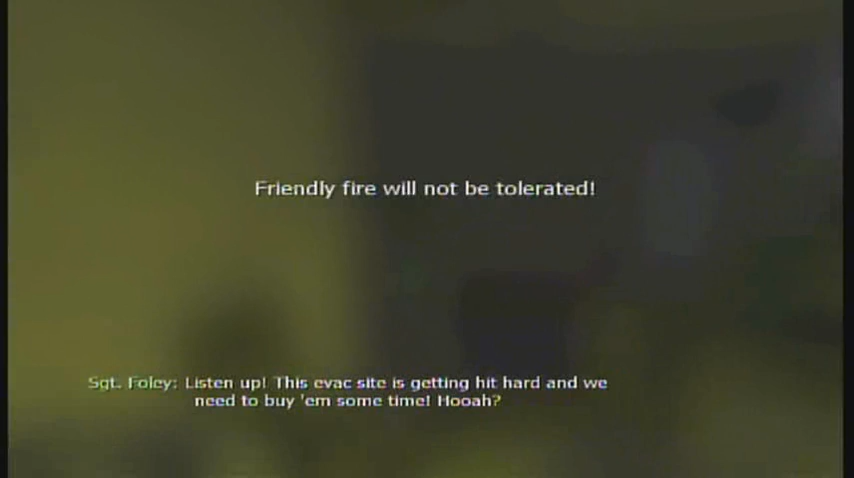 Friendly fire will not be tolerated!
Sgt. Foley: Listen up! This evac site is getting hit hard and we
need to buy 'em some time! Hooah?